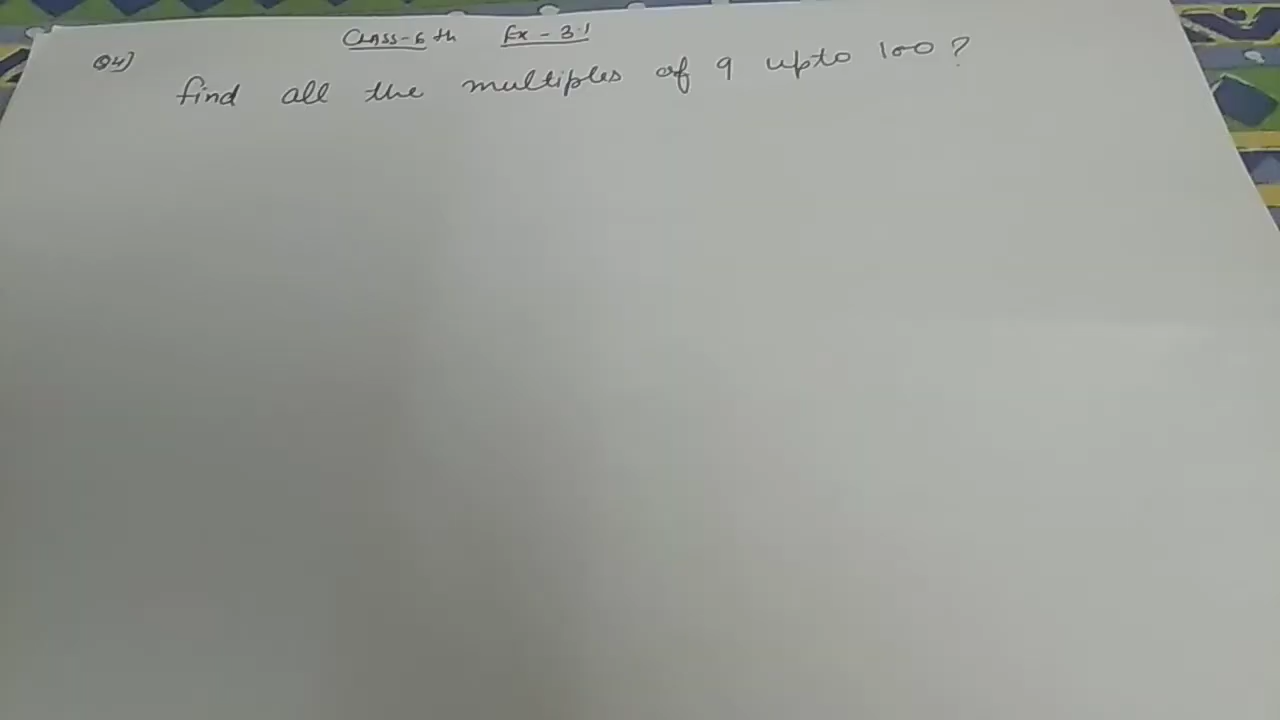 Class-6th Ex-3.1
Q4)
find all the multiples of 9 upto 100?